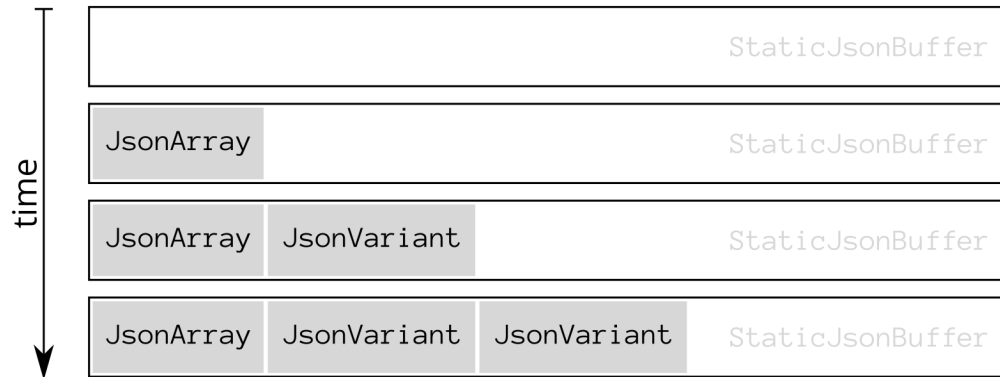 time
StaticJsonBuffer
JsonArray StaticJsonBuffer
JsonArray JsonVariant StaticJsonBuffer
JsonArray JsonVariant JsonVariant StaticJsonBuffer